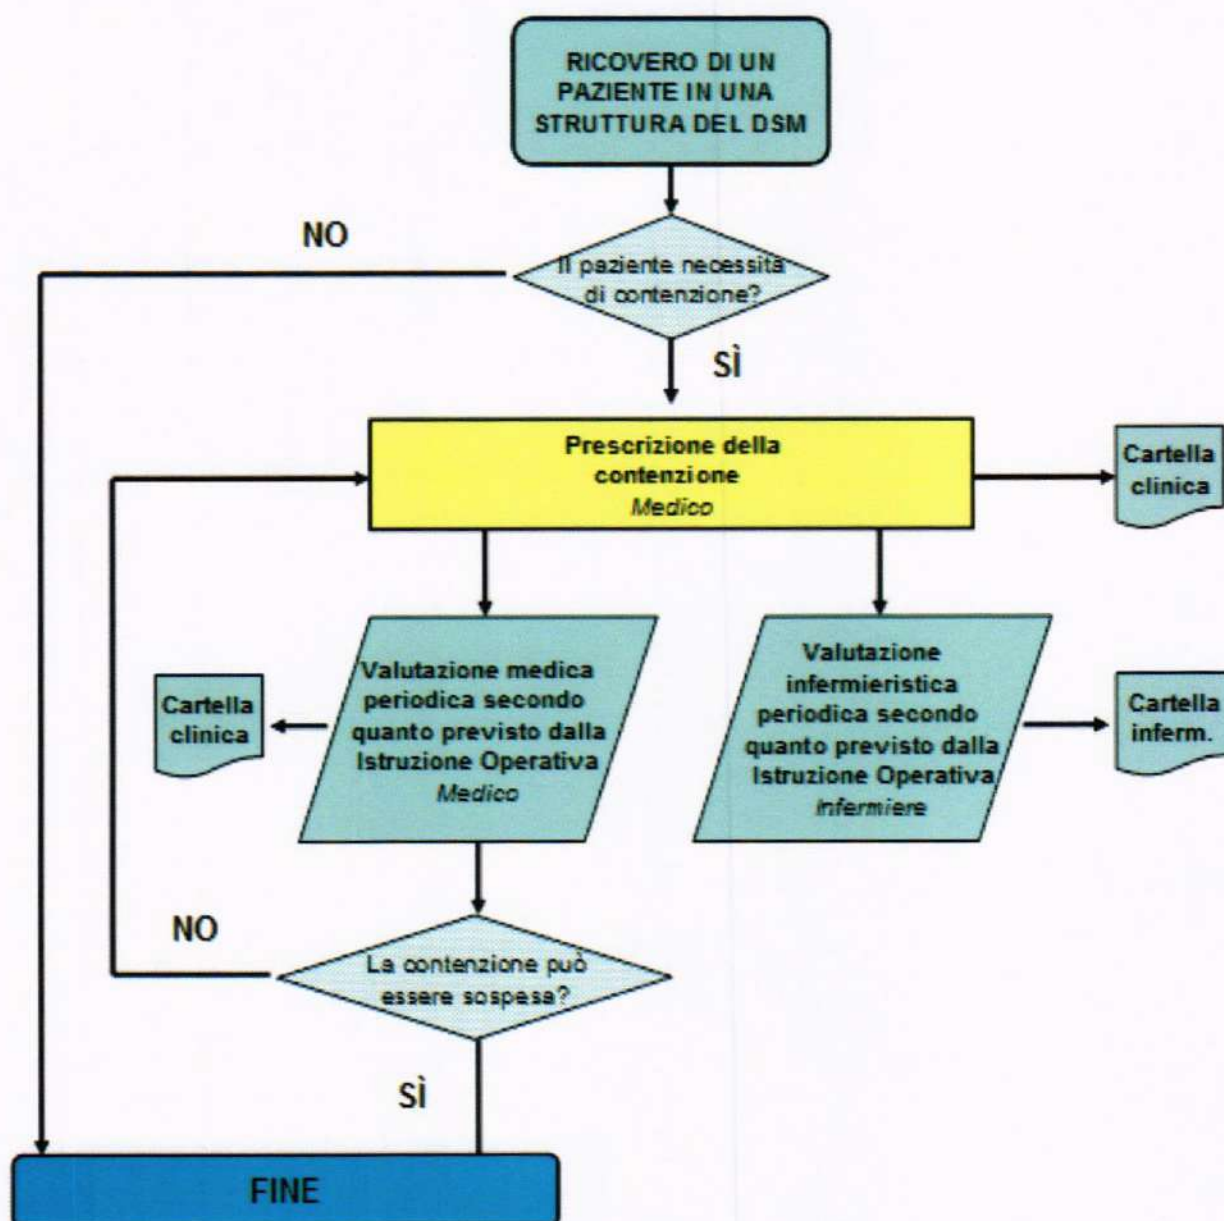 RICOVERO DI UN
PAZIENTE IN UNA
STRUTTURA DEL DSM
NO
Il paziente necessità
di contenzione?
SÌ
Prescrizione della
contenzione
Medico
Cartella
clinica
Valutazione medica
periodica secondo
quanto previsto dalla
Istruzione Operativa
Medico
Cartella
clinica
Valutazione
infermieristica
periodica secondo
quanto previsto dalla
Istruzione Operativa
Infermiere
Cartella
inferm.
NO
La contenzione può
essere sospesa?
SÌ
FINE